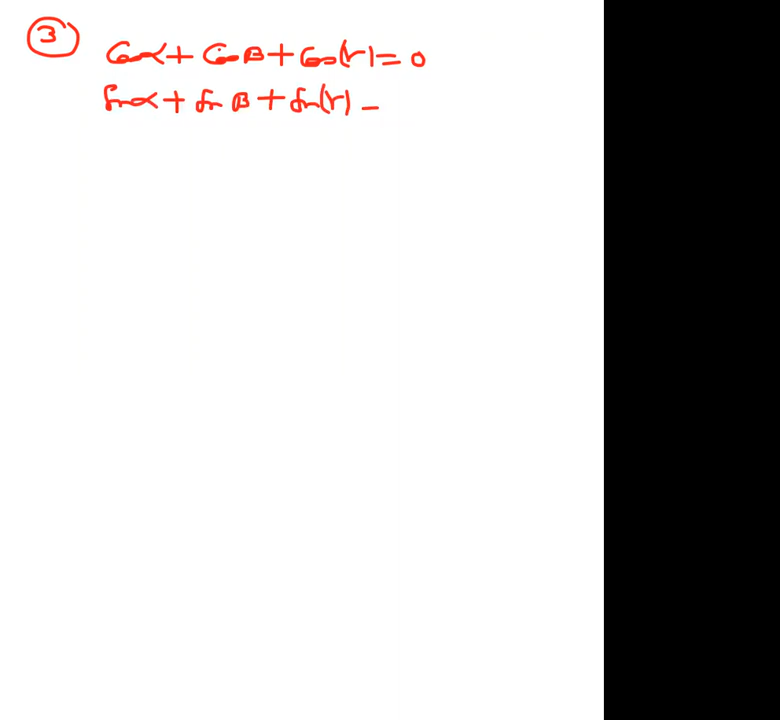 ③ Cosα + Cosβ + Cos(γ) = 0
Sinα + Sinβ + Sin(γ) -